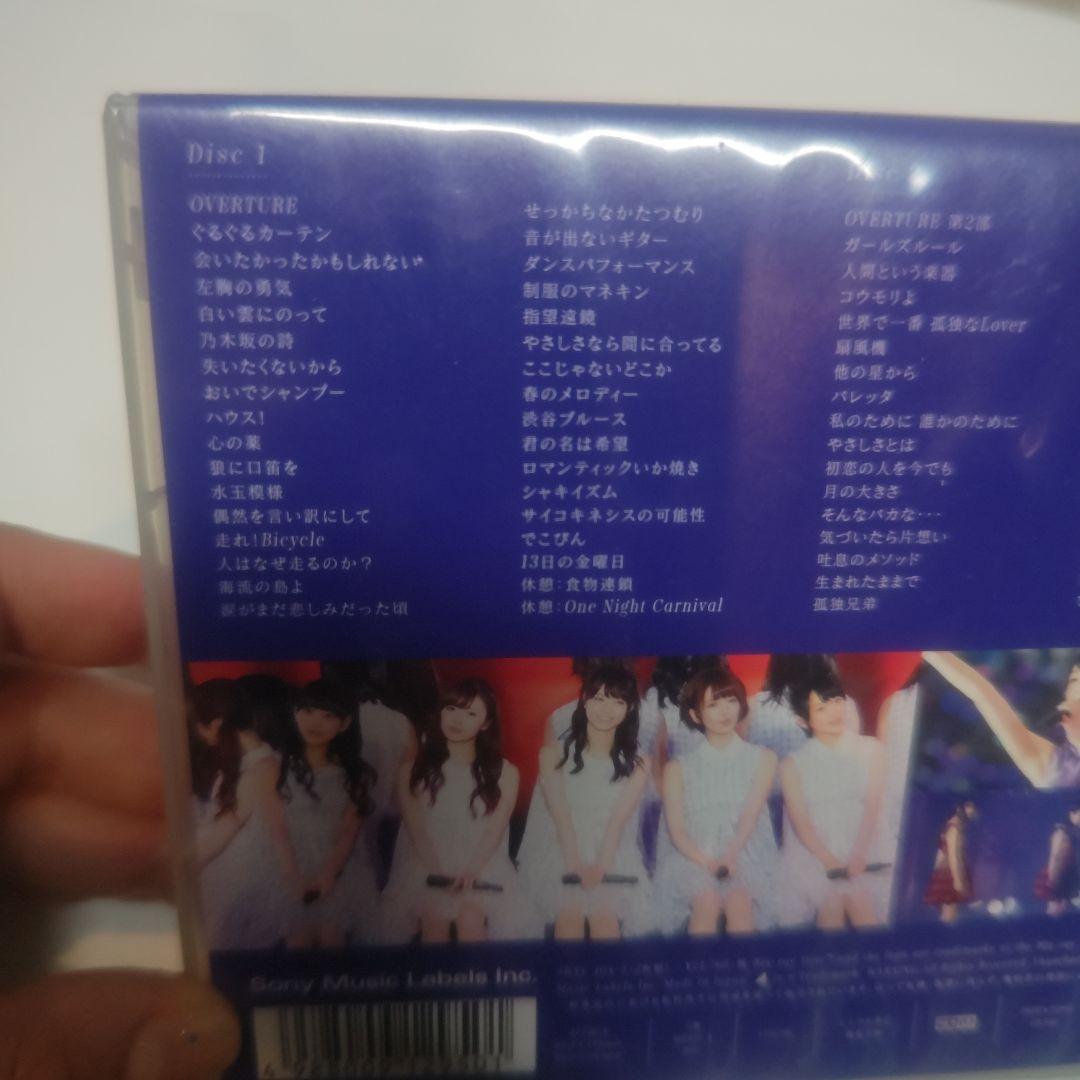 Disc 1
OVERTURE
ぐるぐるカーテン
会いたかったかもしれない
左胸の勇気
白い雲にのって
乃木坂の詩
失いたくないから
おいでシャンプー
ハウス!
心の薬
狼に口笛を
水玉模様
偶然を言い訳にして
走れ!Bicycle
人はなぜ走るのか?
海流の島よ
涙がまだ悲しみだった頃
せっかちなかたつむり
音が出ないギター
ダンスパフォーマンス
制服のマネキン
指望遠鏡
やさしさなら間に合ってる
ここじゃないどこか
春のメロディー
渋谷ブルース
君の名は希望
ロマンティックいか焼き
シャキイズム
サイコキネシスの可能性
でこぴん
13日の金曜日
休憩:食物連鎖
休憩:One Night Carnival
Disc
OVERTURE 第2部
ガールズルール
人間という楽器
コウモリよ
世界で一番 孤独なLover
扇風機
他の星から
バレッタ
私のために 誰かのために
やさしさとは
初恋の人を今でも
月の大きさ
そんなバカな・・・
気づいたら片想い
吐息のメソッド
生まれたままで
孤独兄弟
Sony Music Labels Inc.